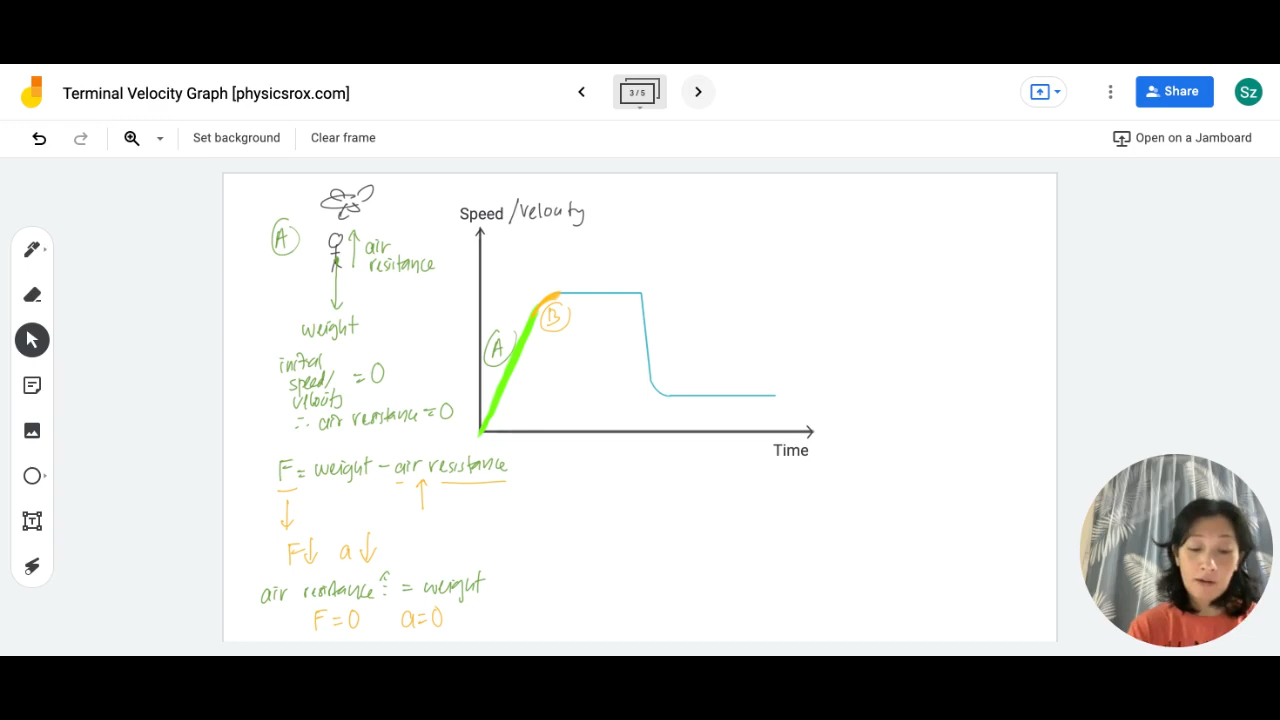 Terminal Velocity Graph [physicsrox.com]
3 / 5
Share
Sz
Set background
Clear frame
Open on a Jamboard
A
air
resistance
weight
initial
speed/
velocity
= 0
∴ air resistance = 0
F = weight - air resistance
F↓ a↓
air resistance = weight
F=0 a=0
Speed /velocity
A
B
Time